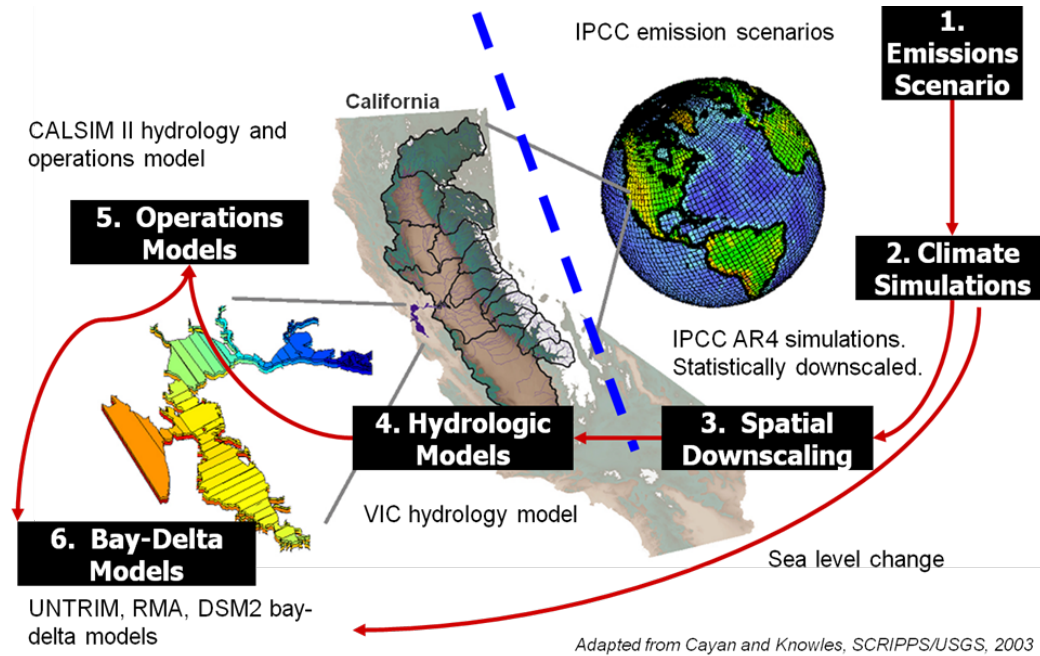 IPCC emission scenarios
1.
Emissions
Scenario
California
CALSIM II hydrology and
operations model
5. Operations
Models
2. Climate
Simulations
IPCC AR4 simulations.
Statistically downscaled.
4. Hydrologic
Models
3. Spatial
Downscaling
VIC hydrology model
6. Bay-Delta
Models
Sea level change
UNTRIM, RMA, DSM2 bay-
delta models
Adapted from Cayan and Knowles, SCRIPPS/USGS, 2003